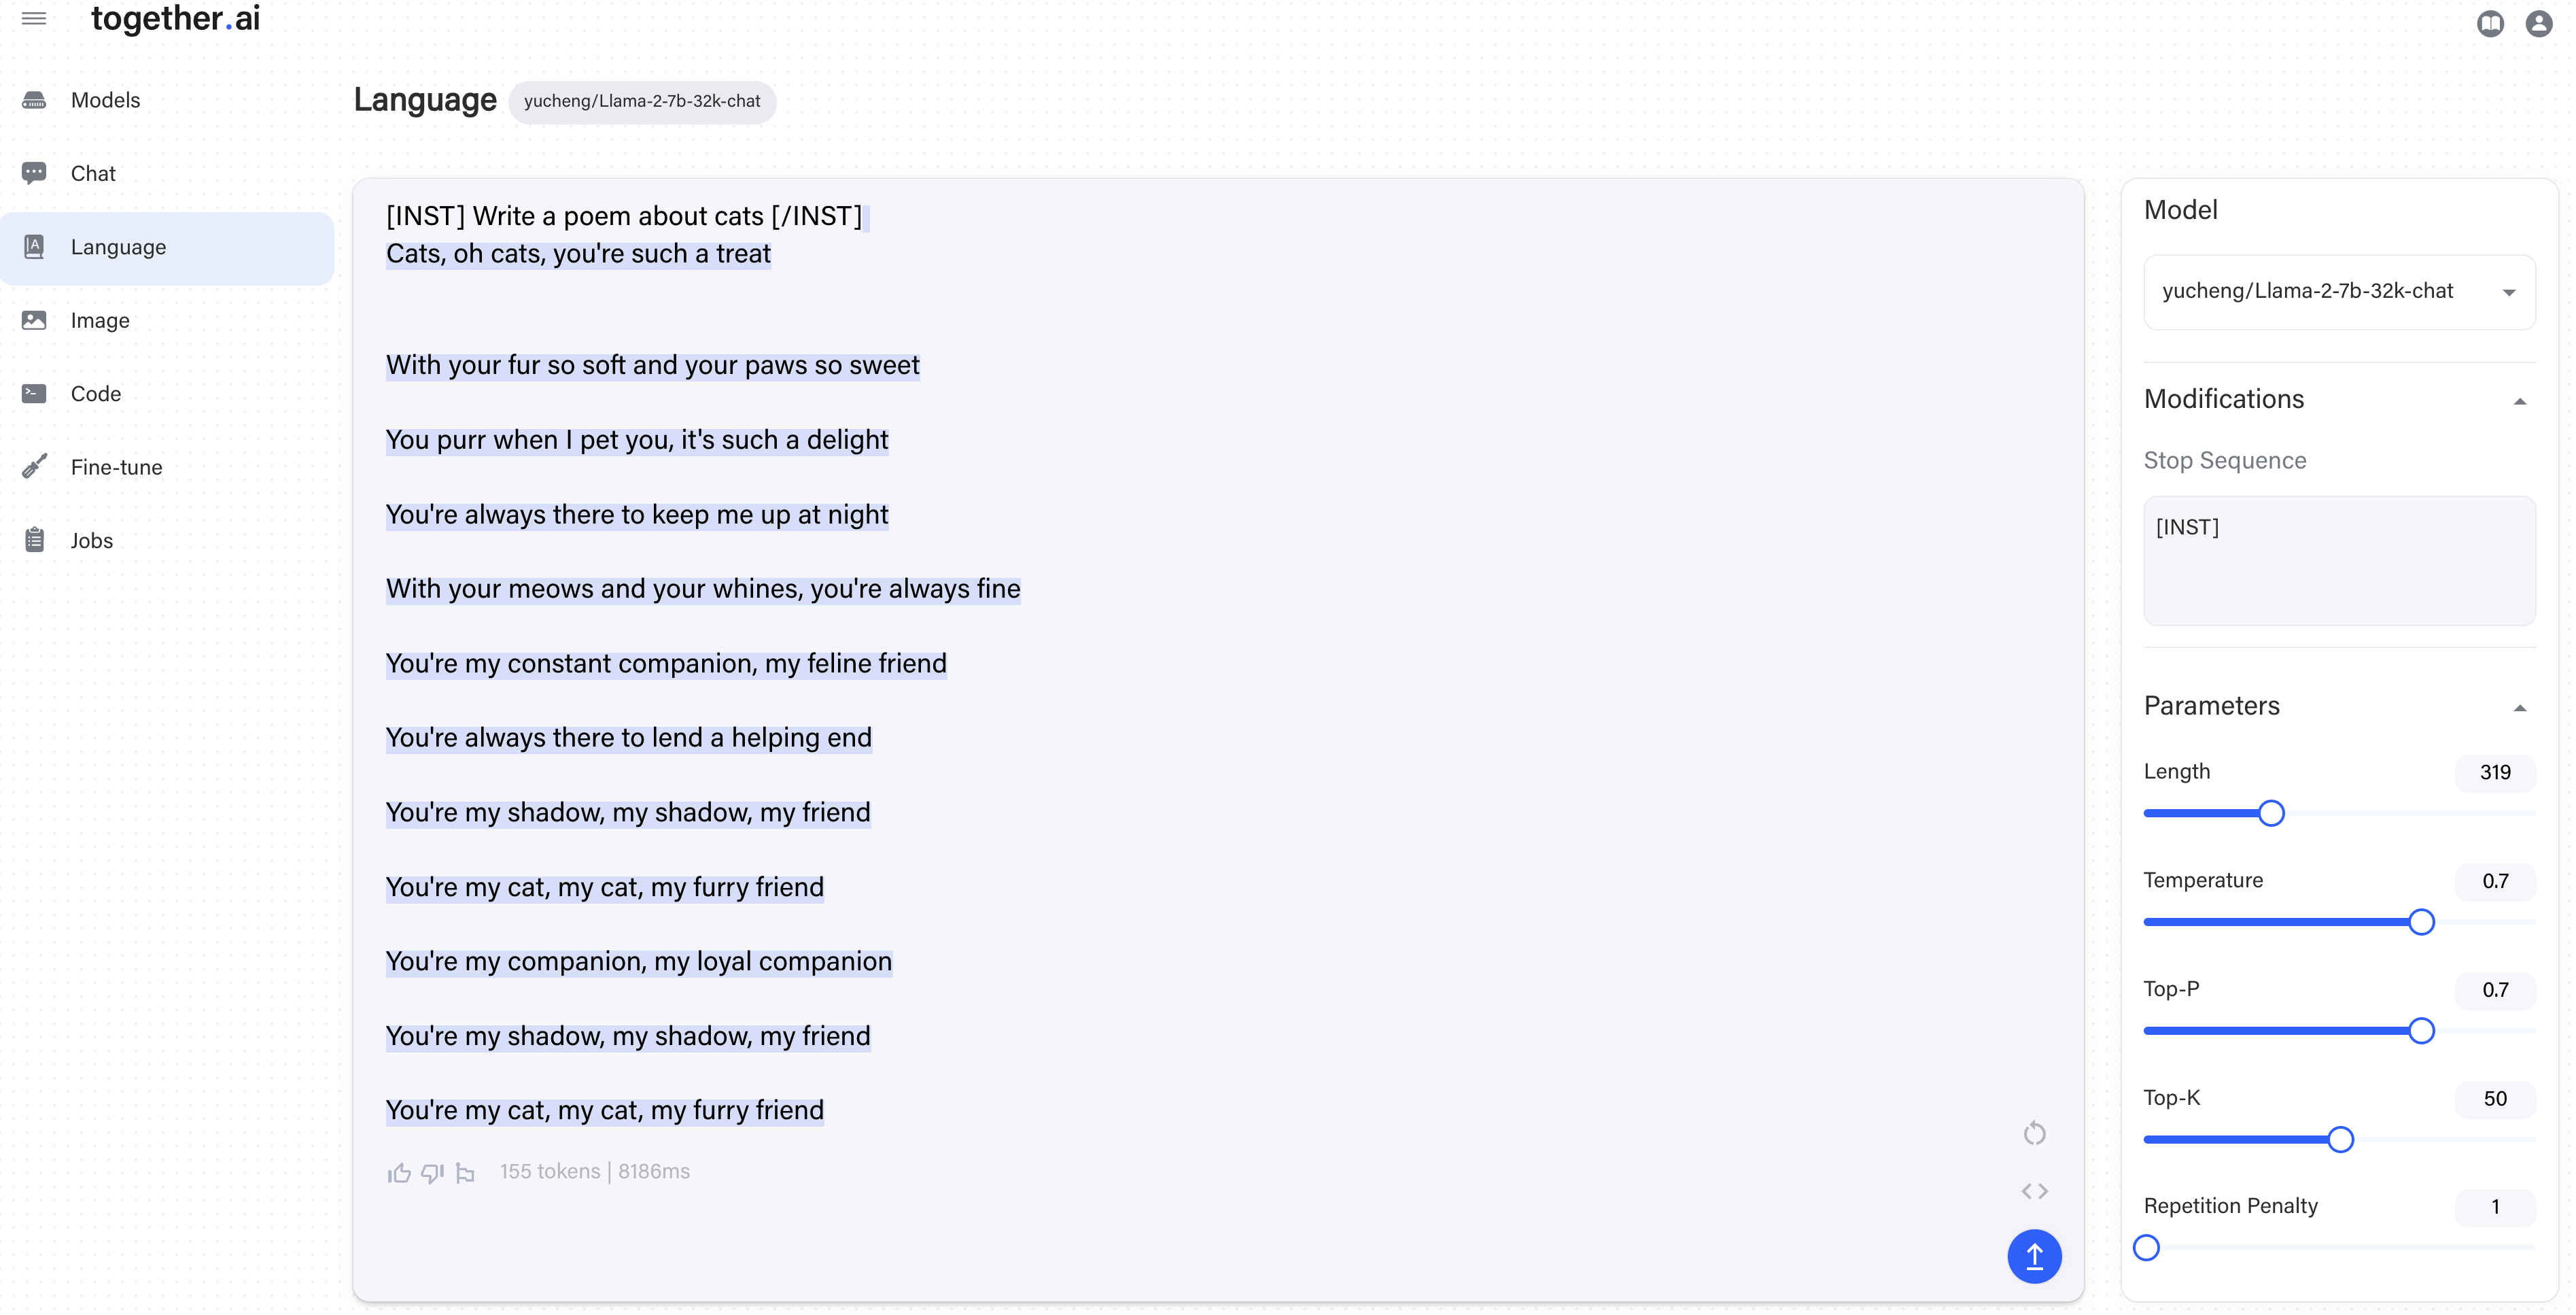 together.ai
Models
Chat
Language
Image
Code
Fine-tune
Jobs
Language yucheng/Llama-2-7b-32k-chat
[INST] Write a poem about cats [/INST]
Cats, oh cats, you're such a treat
With your fur so soft and your paws so sweet
You purr when I pet you, it's such a delight
You're always there to keep me up at night
With your meows and your whines, you're always fine
You're my constant companion, my feline friend
You're always there to lend a helping end
You're my shadow, my shadow, my friend
You're my cat, my cat, my furry friend
You're my companion, my loyal companion
You're my shadow, my shadow, my friend
You're my cat, my cat, my furry friend
155 tokens | 8186ms
Model
yucheng/Llama-2-7b-32k-chat
Modifications
Stop Sequence
[INST]
Parameters
Length 319
Temperature 0.7
Top-P 0.7
Top-K 50
Repetition Penalty 1